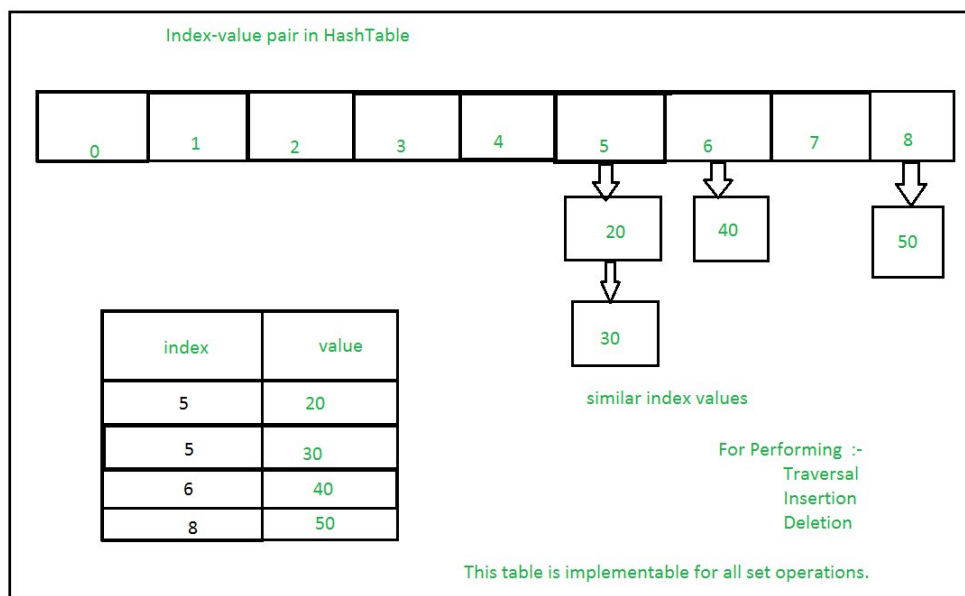 Index-value pair in HashTable
0 1 2 3 4 5 6 7 8
20 40 50
30
index value
5 20
5 30
6 40
8 50
similar index values
For Performing :-
Traversal
Insertion
Deletion
This table is implementable for all set operations.